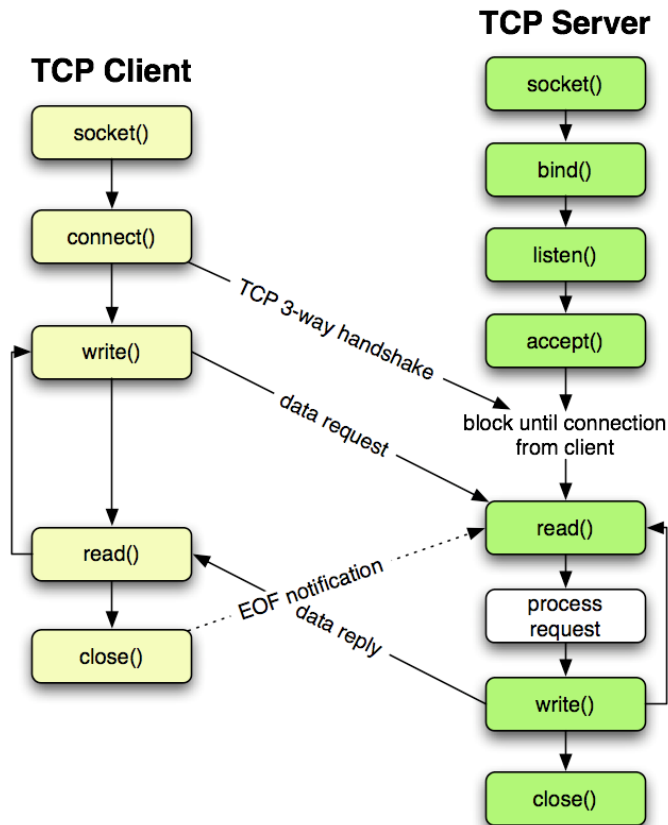 TCP Client
socket()
connect()
write()
read()
close()
TCP 3-way handshake
data request
EOF notification
data reply
TCP Server
socket()
bind()
listen()
accept()
block until connection
from client
read()
process
request
write()
close()